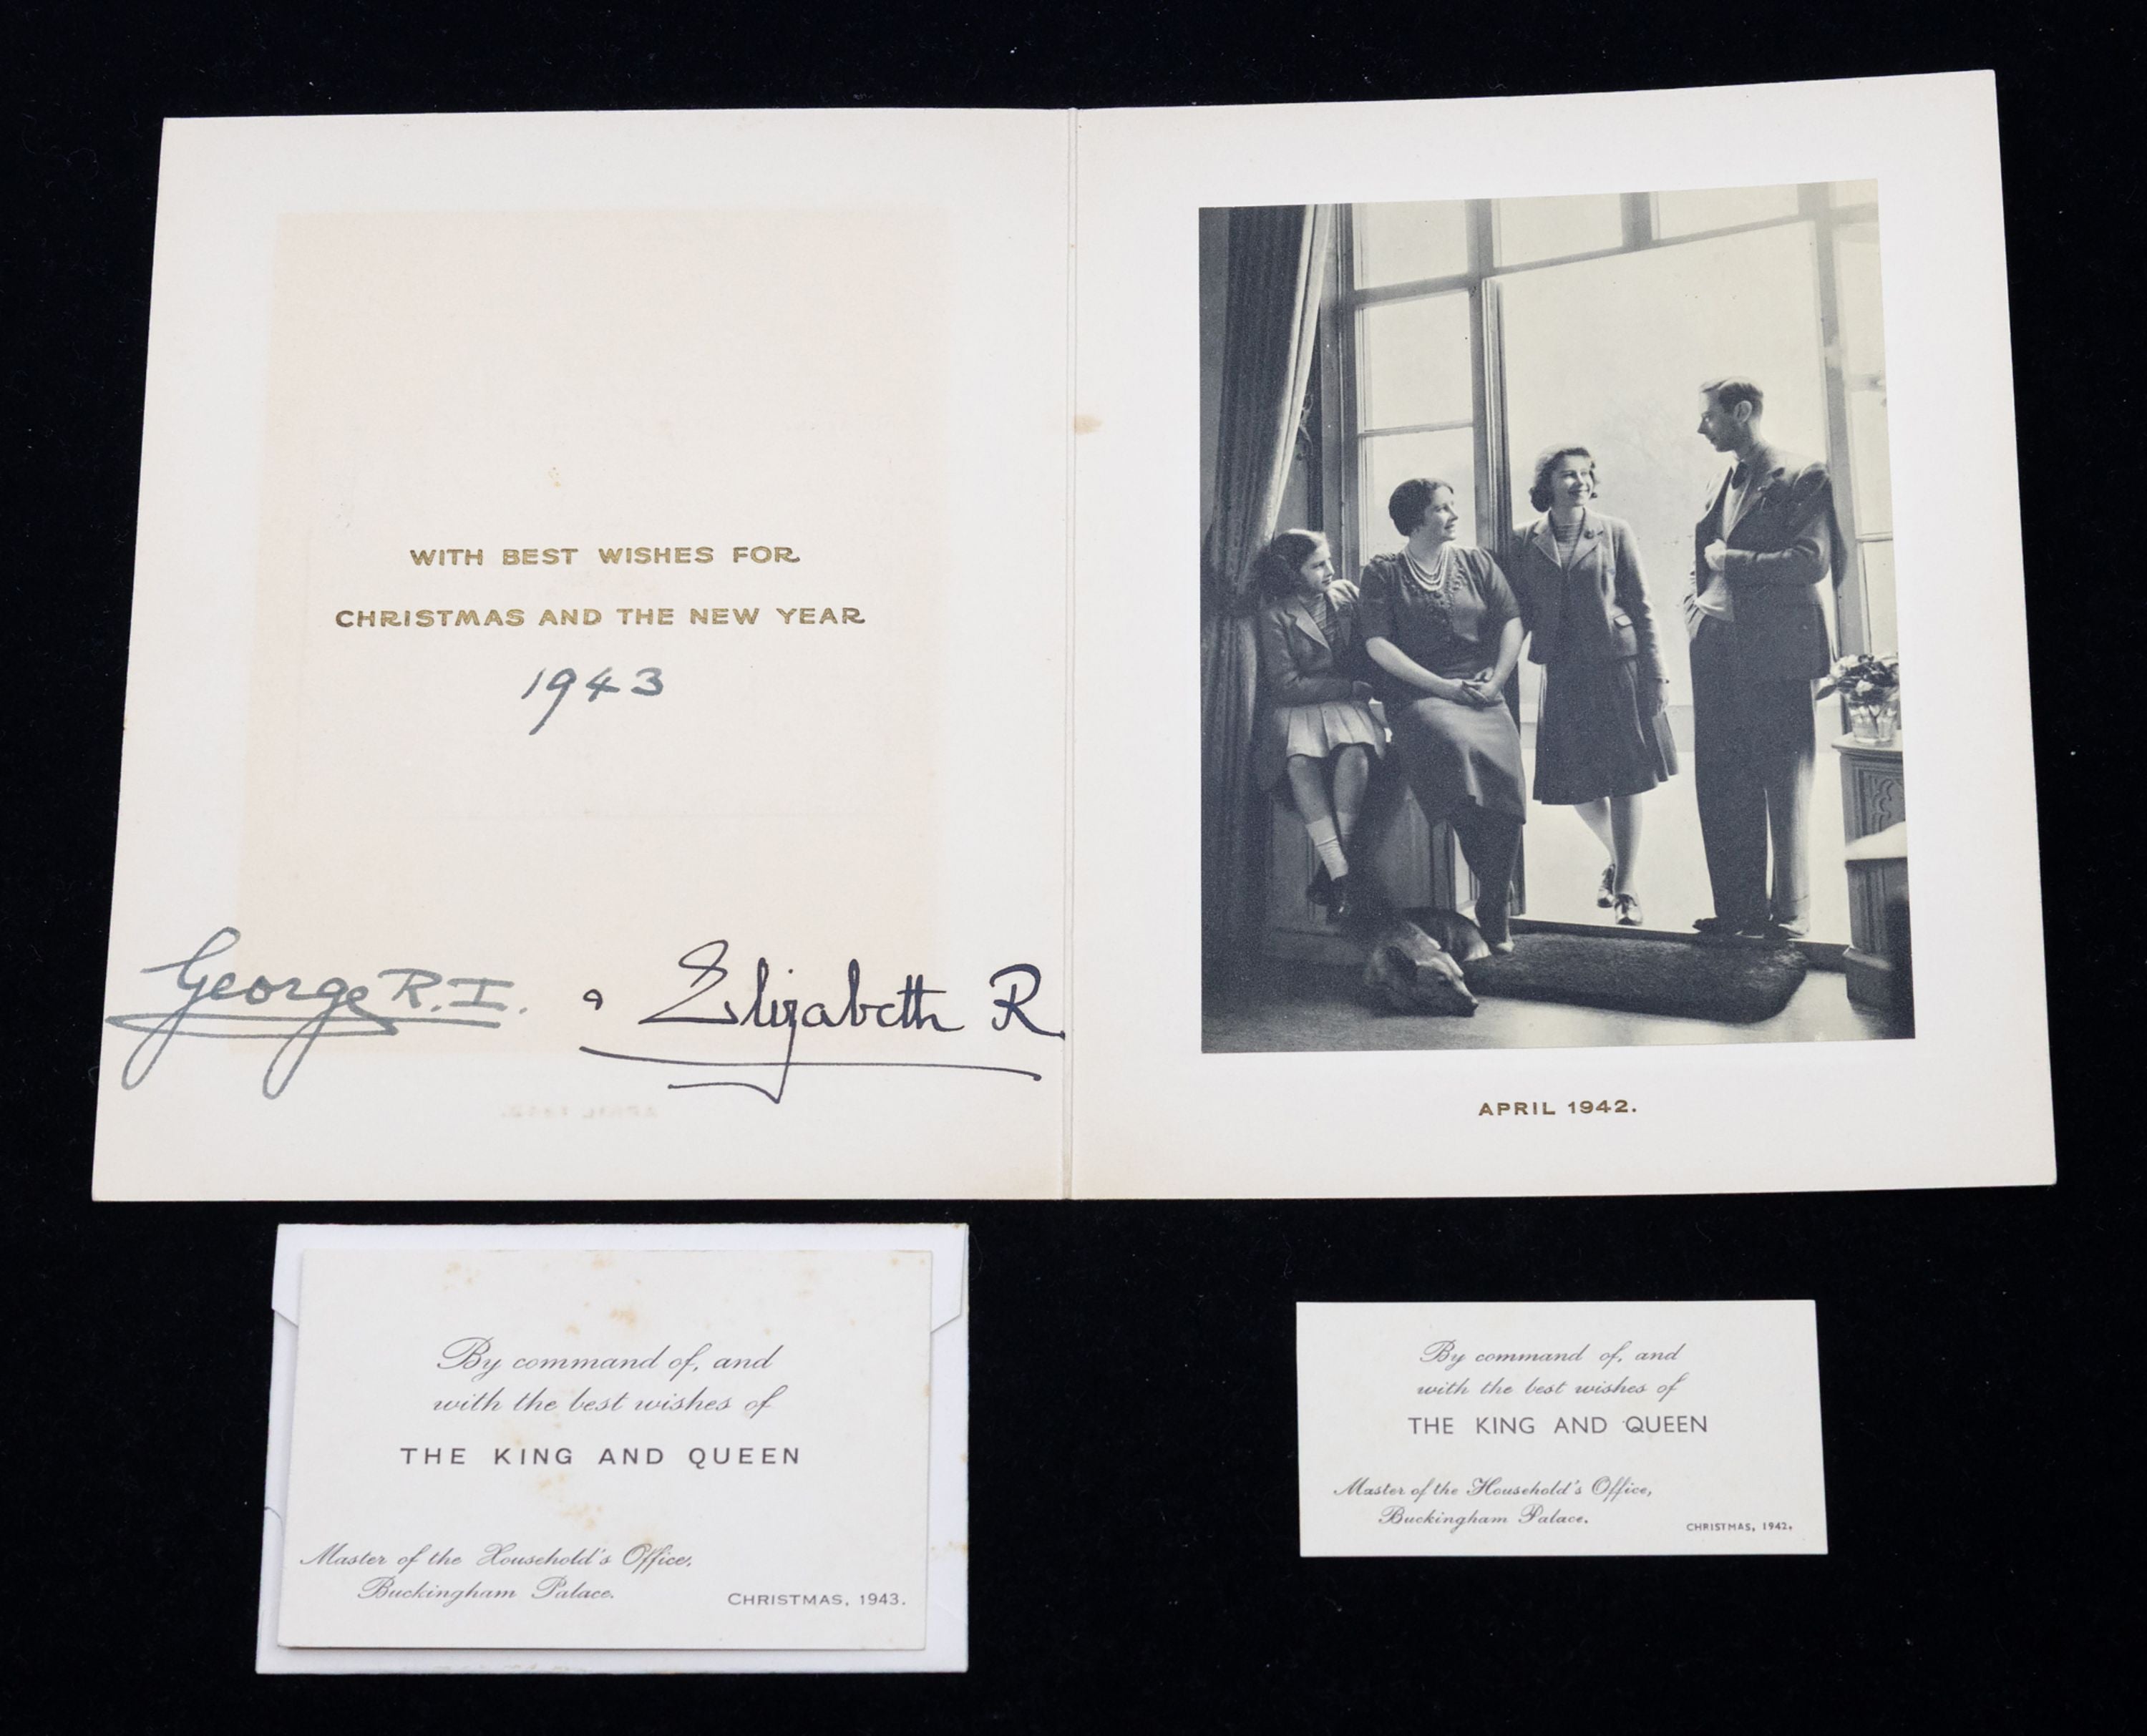 WITH BEST WISHES FOR
CHRISTMAS AND THE NEW YEAR
1943
George R.I. & Elizabeth R
APRIL 1942.
By command of, and
with the best wishes of
THE KING AND QUEEN
Master of the Household's Office,
Buckingham Palace.
CHRISTMAS, 1943.
By command of, and
with the best wishes of
THE KING AND QUEEN
Master of the Household's Office,
Buckingham Palace.
CHRISTMAS, 1942.